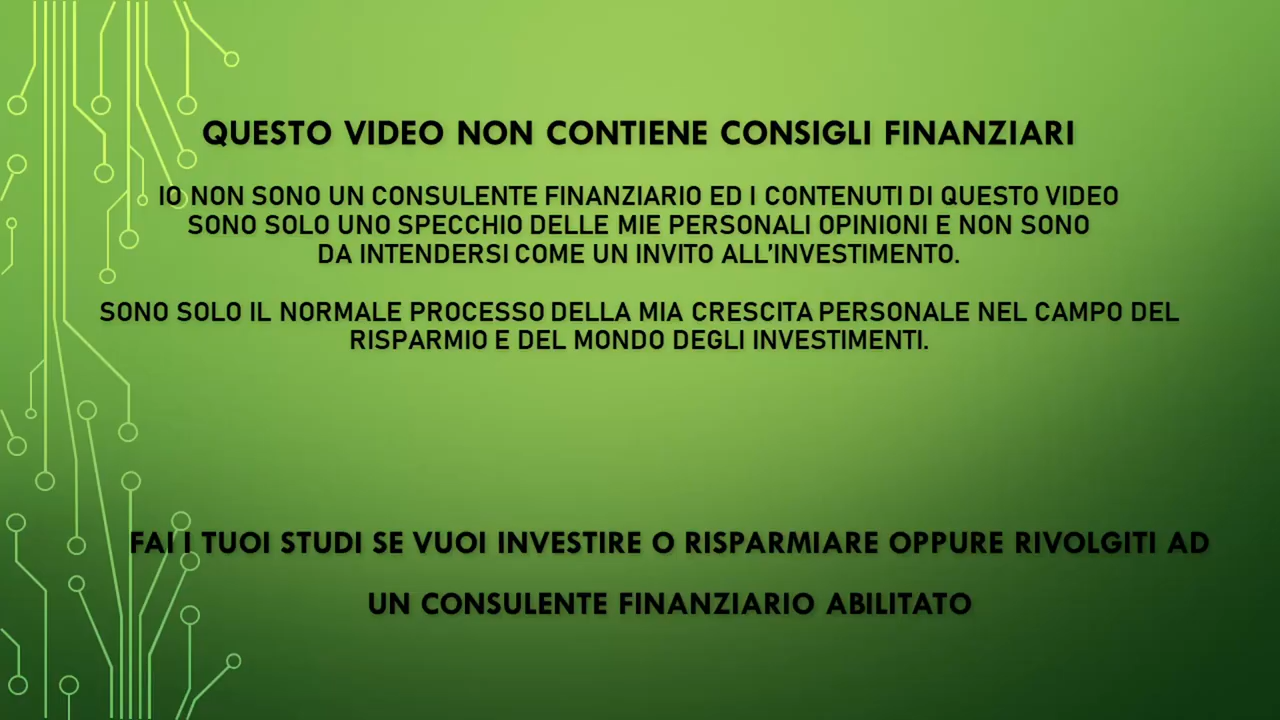 QUESTO VIDEO NON CONTIENE CONSIGLI FINANZIARI
IO NON SONO UN CONSULENTE FINANZIARIO ED I CONTENUTI DI QUESTO VIDEO
SONO SOLO UNO SPECCHIO DELLE MIE PERSONALI OPINIONI E NON SONO
DA INTENDERSI COME UN INVITO ALL'INVESTIMENTO.
SONO SOLO IL NORMALE PROCESSO DELLA MIA CRESCITA PERSONALE NEL CAMPO DEL
RISPARMIO E DEL MONDO DEGLI INVESTIMENTI.
FAI I TUOI STUDI SE VUOI INVESTIRE O RISPARMIARE OPPURE RIVOLGITI AD
UN CONSULENTE FINANZIARIO ABILITATO